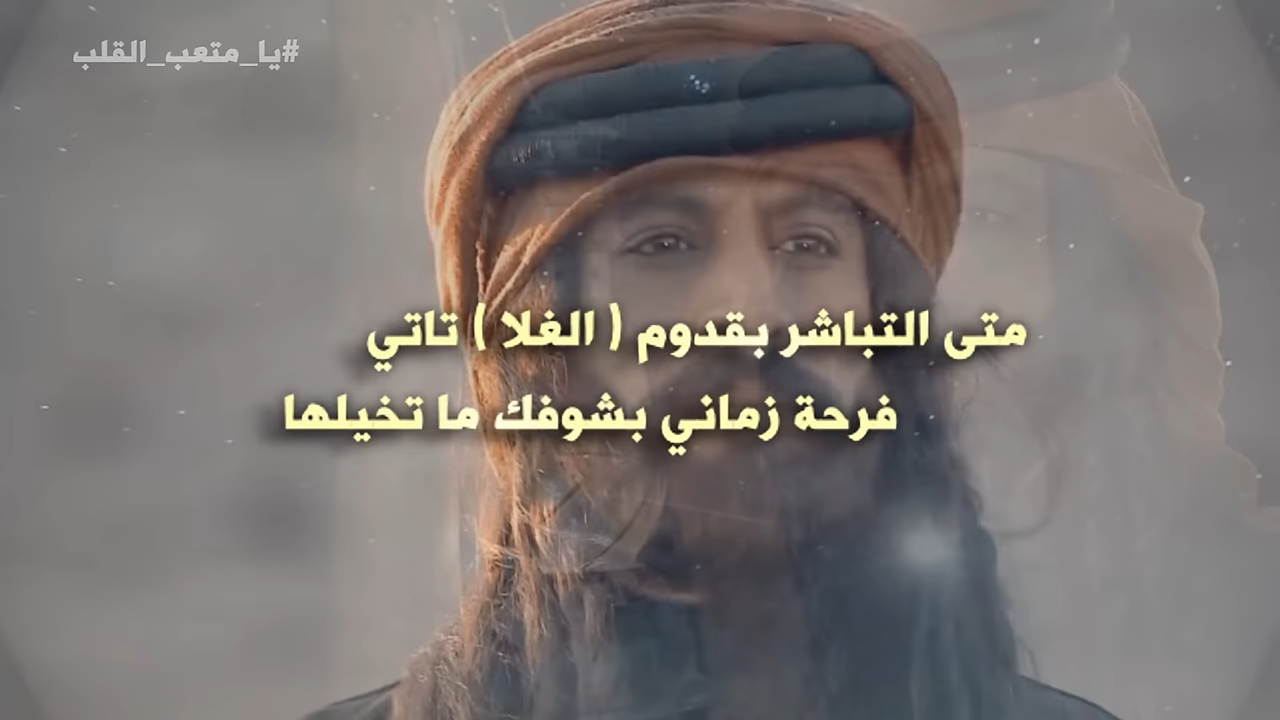 #يا_متعب_القلب
متى التباشر بقدوم ( الغلا ) تاتي
فرحة زماني بشوفك ما تخيلها